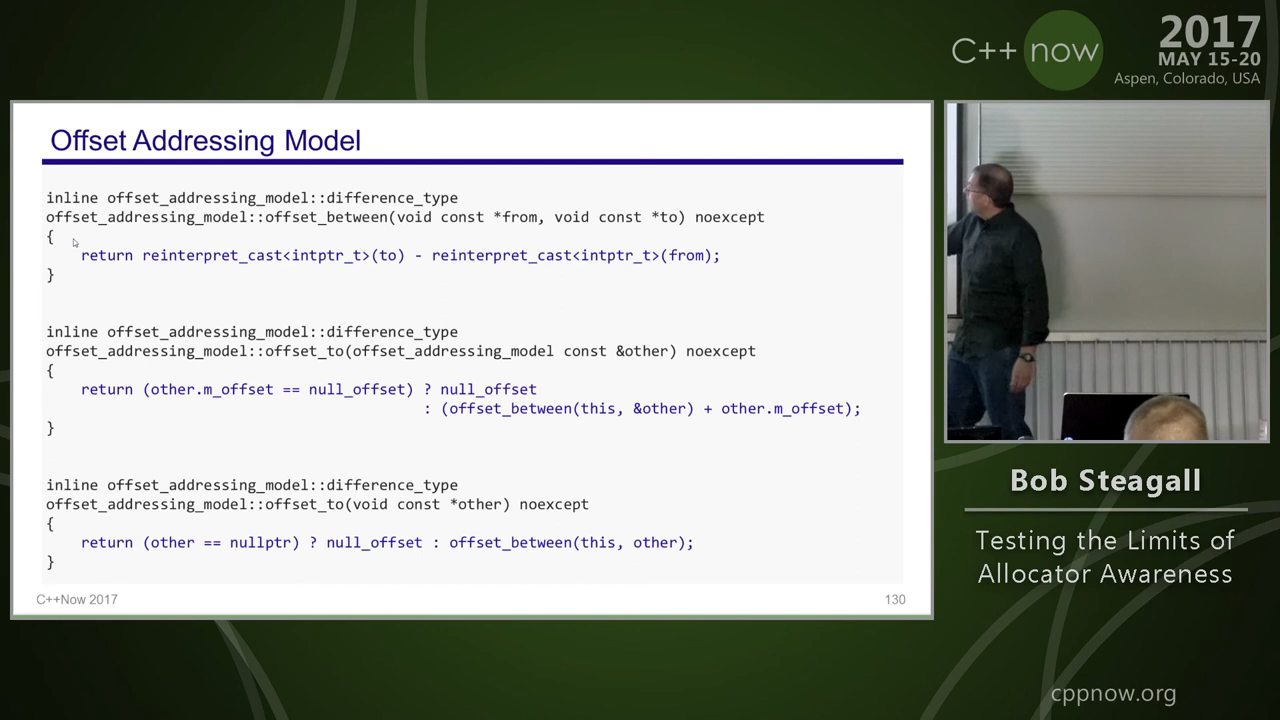 C++ now
2017
MAY 15-20
Aspen, Colorado, USA
Offset Addressing Model
inline offset_addressing_model::difference_type
offset_addressing_model::offset_between(void const *from, void const *to) noexcept
{
    return reinterpret_cast<intptr_t>(to) - reinterpret_cast<intptr_t>(from);
}
inline offset_addressing_model::difference_type
offset_addressing_model::offset_to(offset_addressing_model const &other) noexcept
{
    return (other.m_offset == null_offset) ? null_offset
                                           : (offset_between(this, &other) + other.m_offset);
}
inline offset_addressing_model::difference_type
offset_addressing_model::offset_to(void const *other) noexcept
{
    return (other == nullptr) ? null_offset : offset_between(this, other);
}
C++Now 2017
130
Bob Steagall
Testing the Limits of
Allocator Awareness
cppnow.org